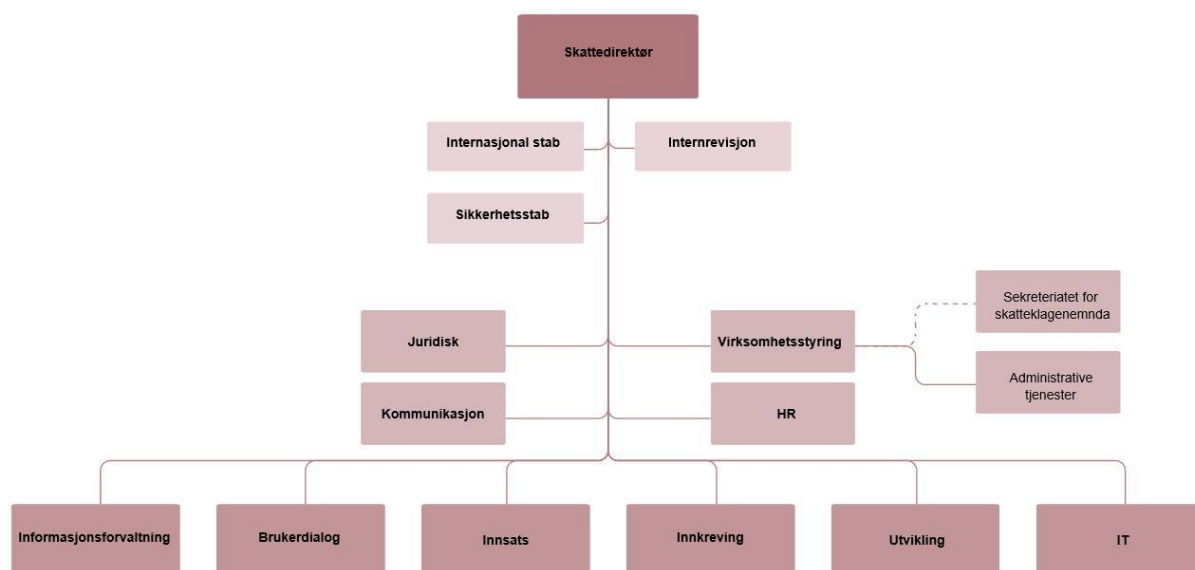 Skattedirektør
Internasjonal stab
Internrevisjon
Sikkerhetsstab
Sekreteriatet for
skatteklagenemnda
Juridisk
Virksomhetsstyring
Administrative
tjenester
Kommunikasjon
HR
Informasjonsforvaltning
Brukerdialog
Innsats
Innkreving
Utvikling
IT